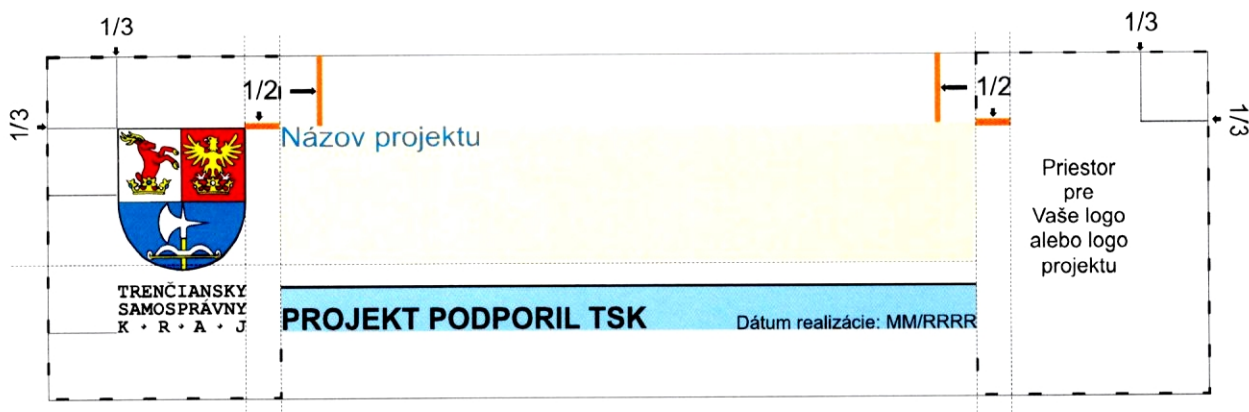 1/3
1/3
1/2
1/2
1/3
1/3
Názov projektu
Priestor
pre
Vaše logo
alebo logo
projektu
TRENČIANSKY
SAMOSPRÁVNY
K · R · A · J
PROJEKT PODPORIL TSK
Dátum realizácie: MM/RRRR